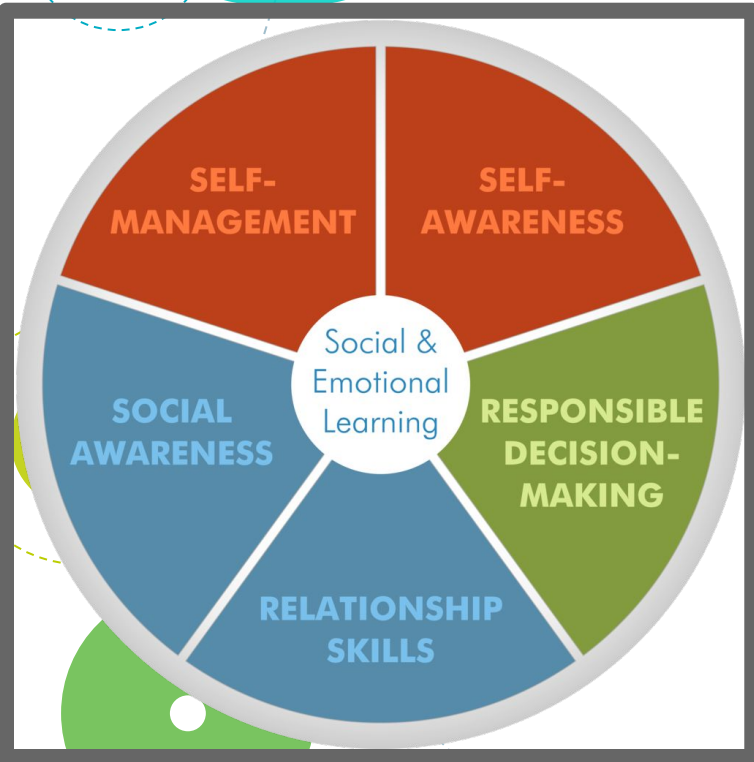 SELF-
MANAGEMENT
SELF-
AWARENESS
Social &
Emotional
Learning
SOCIAL
AWARENESS
RESPONSIBLE
DECISION-
MAKING
RELATIONSHIP
SKILLS